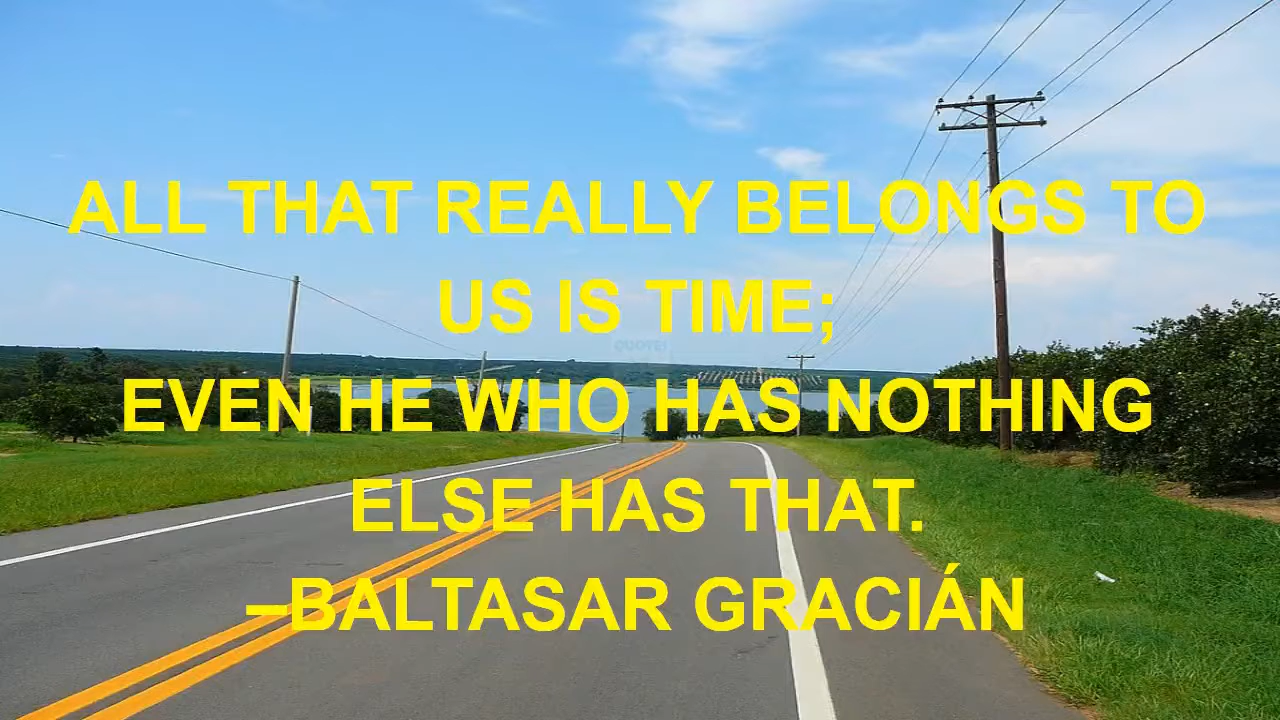 ALL THAT REALLY BELONGS TO
US IS TIME;
EVEN HE WHO HAS NOTHING
ELSE HAS THAT.
–BALTASAR GRACIÁN